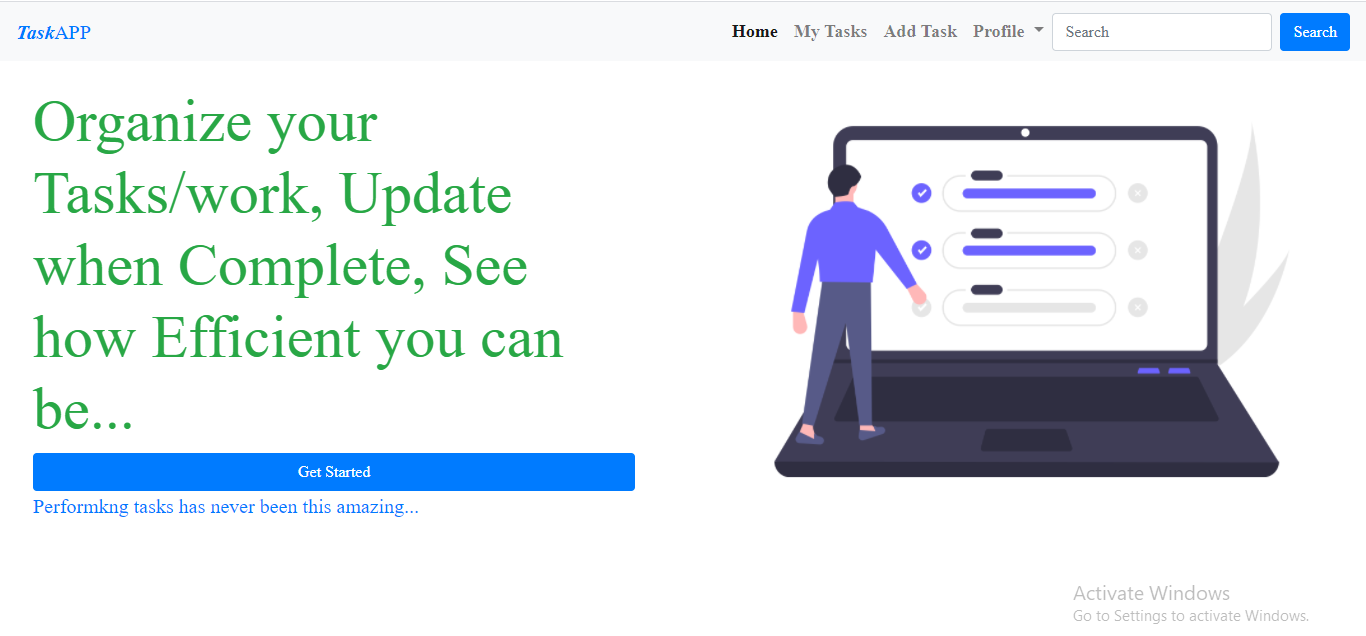 TaskAPP
Home My Tasks Add Task Profile Search Search
Organize your
Tasks/work, Update
when Complete, See
how Efficient you can
be...
Get Started
Performkng tasks has never been this amazing...
Activate Windows
Go to Settings to activate Windows.